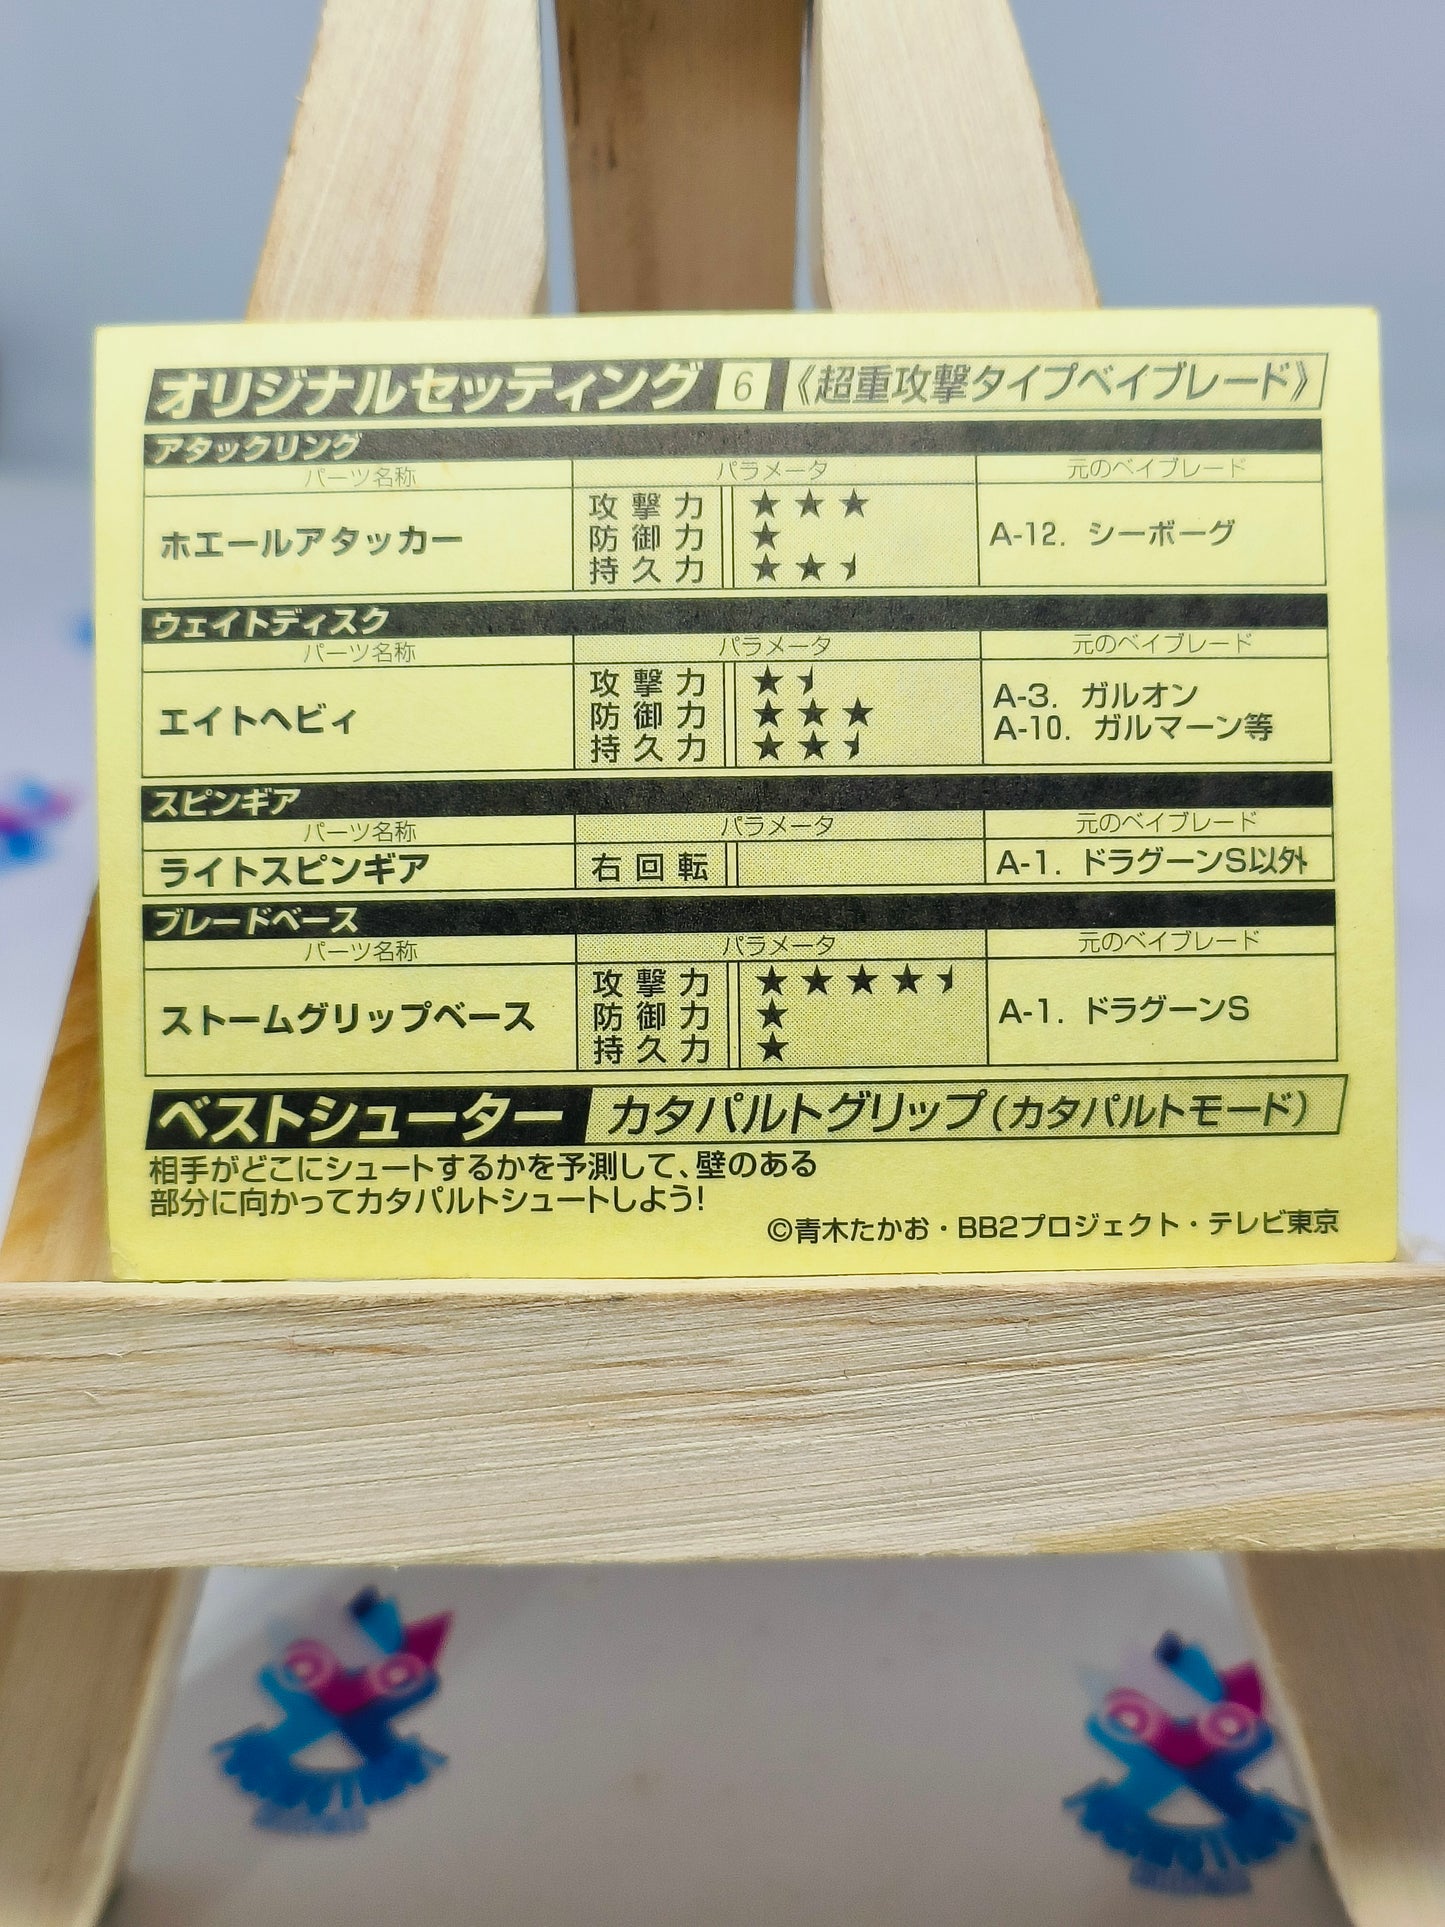 オリジナルセッティング 6 《超重攻撃タイプベイブレード》
アタックリング
パーツ名称 パラメータ 元のベイブレード
ホエールアタッカー
攻撃力 ★★★
防御力 ★
持久力 ★★⯨
A-12. シーボーグ
ウェイトディスク
パーツ名称 パラメータ 元のベイブレード
エイトヘビィ
攻撃力 ★⯨
防御力 ★★★
持久力 ★★⯨
A-3. ガルオン
A-10. ガルマーン等
スピンギア
パーツ名称 パラメータ 元のベイブレード
ライトスピンギア 右回転 A-1. ドラグーンS以外
ブレードベース
パーツ名称 パラメータ 元のベイブレード
ストームグリップベース
攻撃力 ★★★★⯨
防御力 ★
持久力 ★
A-1. ドラグーンS
ベストシューター カタパルトグリップ(カタパルトモード)
相手がどこにシュートするかを予測して、壁のある
部分に向かってカタパルトシュートしよう!
©青木たかお・BB2プロジェクト・テレビ東京